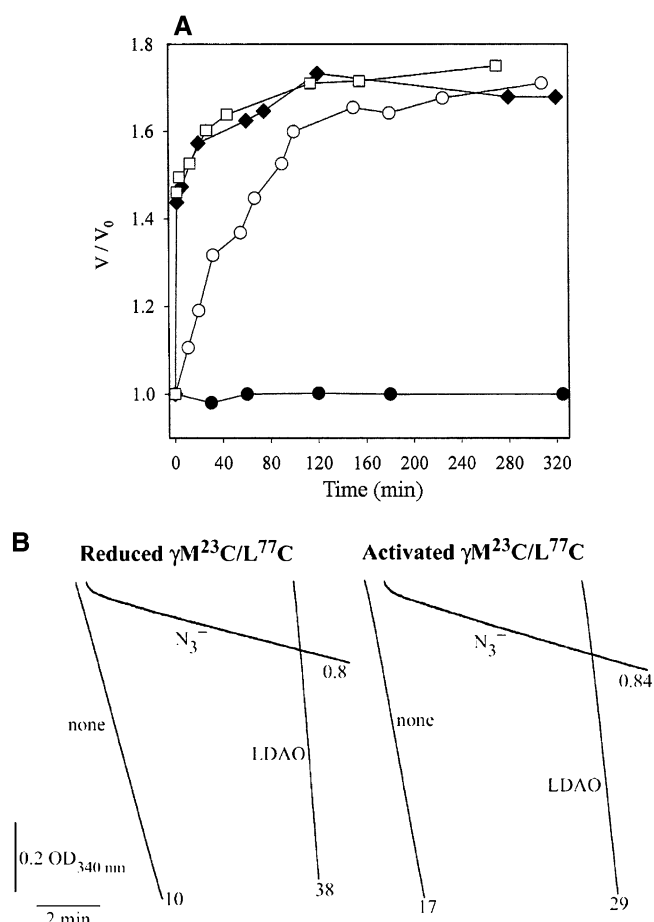 A
1.8
1.6
1.4
1.2
1.0
V / V₀
0 40 80 120 160 200 240 280 320
Time (min)
B
Reduced γM²³C/L⁷⁷C Activated γM²³C/L⁷⁷C
N₃⁻ N₃⁻
0.8 0.84
none none
LDAO LDAO
0.2 OD₃₄₀ nm
10 38 17 29
2 min